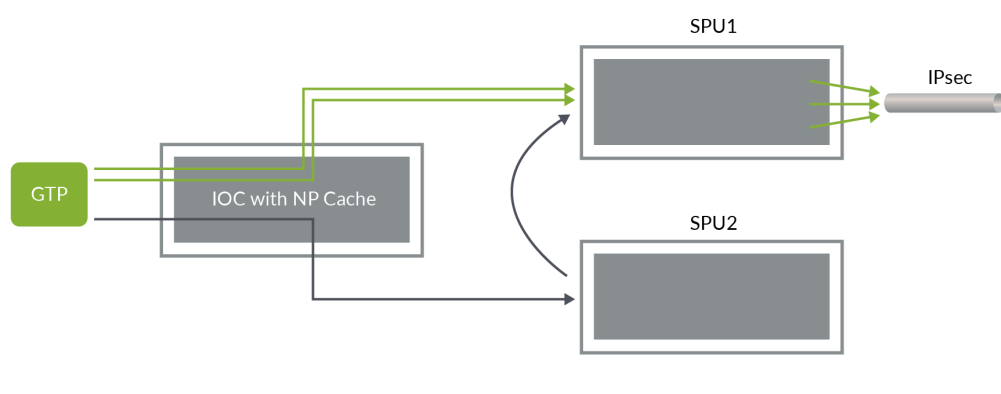 SPU1
IPsec
GTP
IOC with NP Cache
SPU2